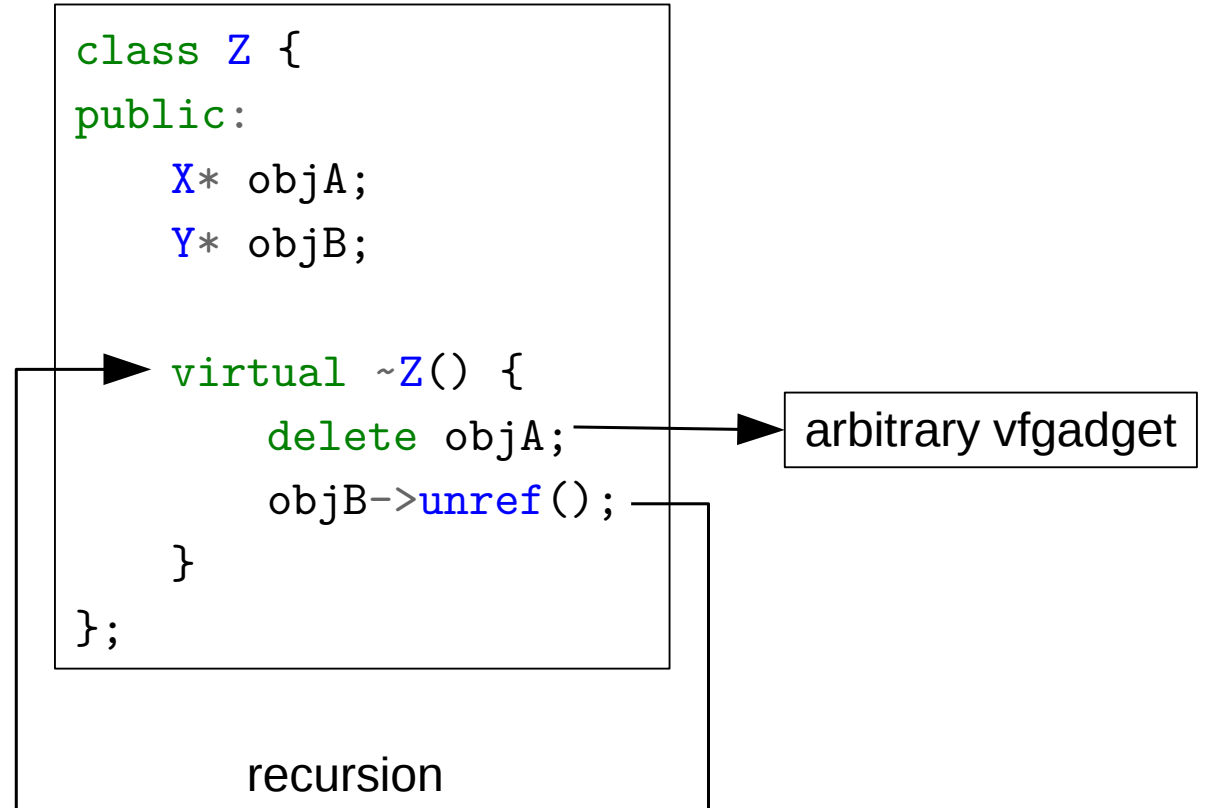 class Z {
public:
    X* objA;
    Y* objB;

    virtual ~Z() {
        delete objA;
        objB->unref();
    }
};
arbitrary vfgadget
recursion